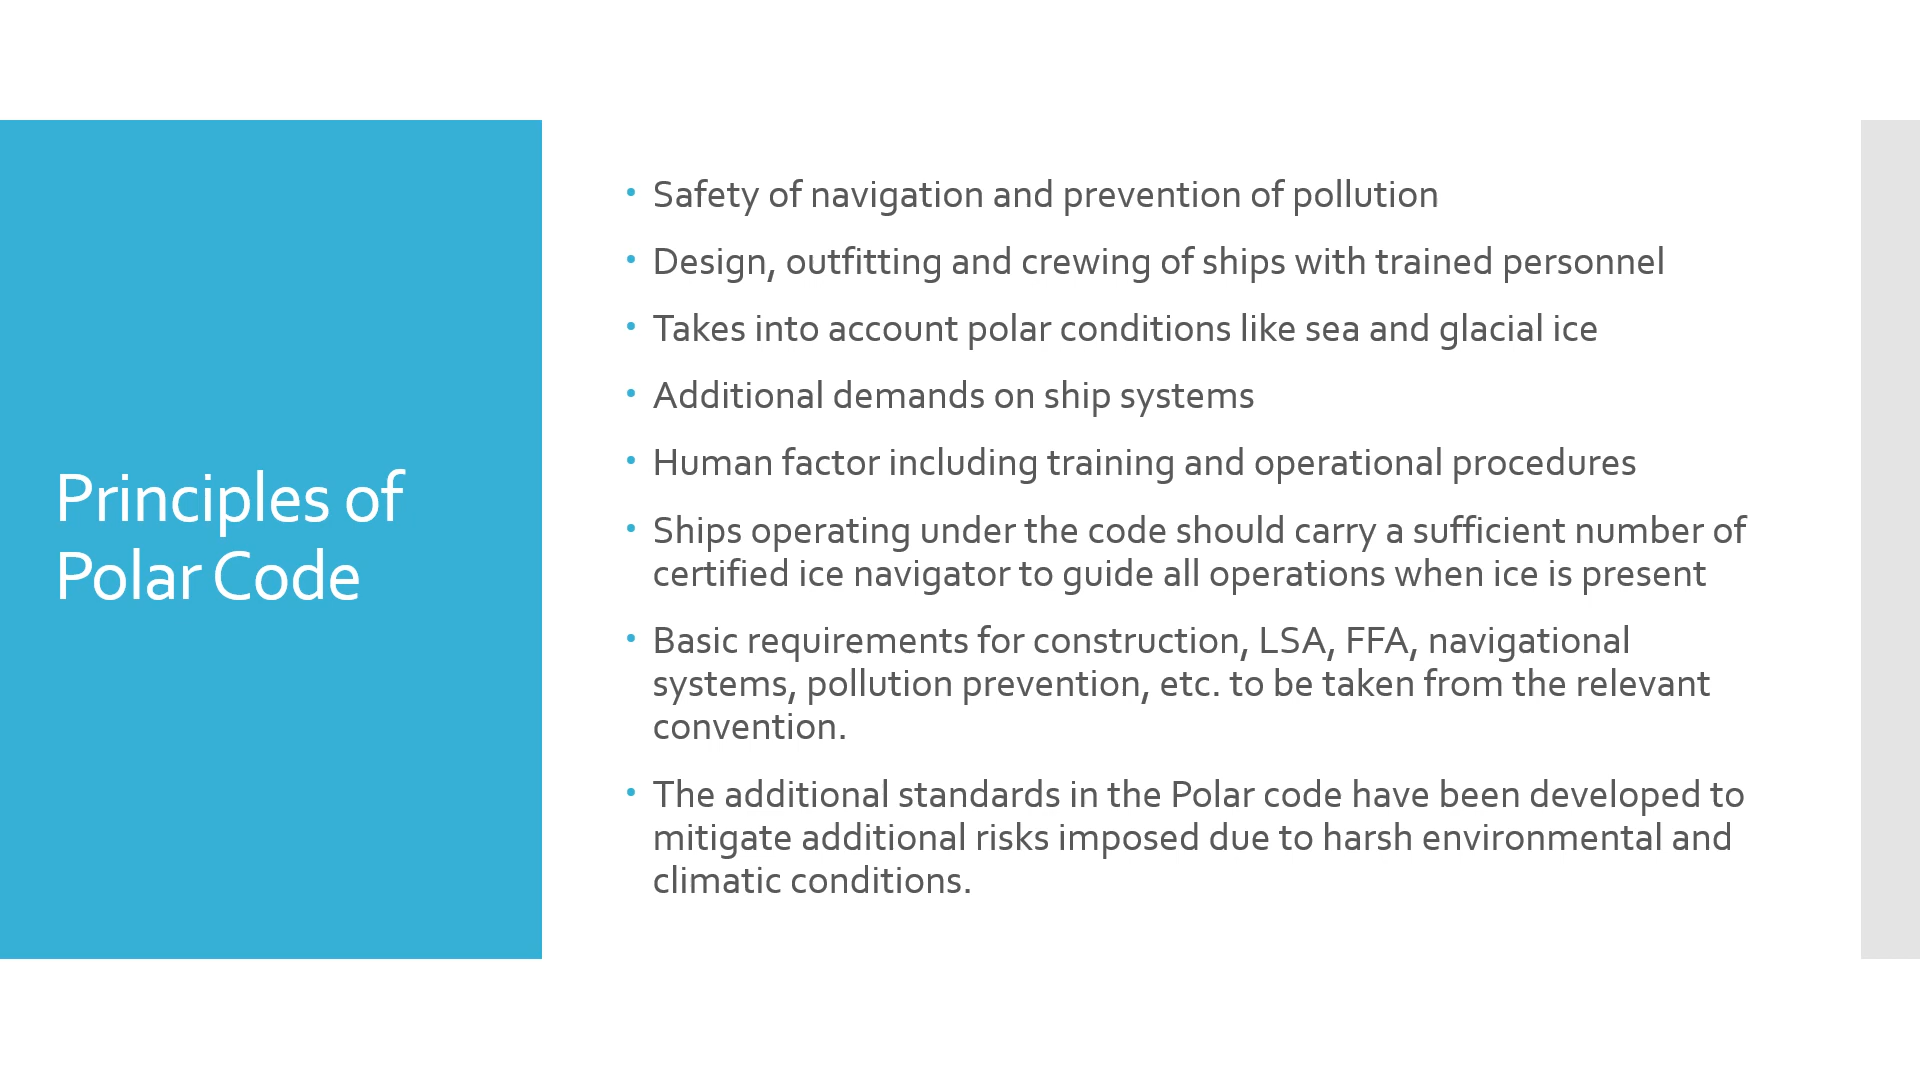 Principles of
Polar Code
• Safety of navigation and prevention of pollution
• Design, outfitting and crewing of ships with trained personnel
• Takes into account polar conditions like sea and glacial ice
• Additional demands on ship systems
• Human factor including training and operational procedures
• Ships operating under the code should carry a sufficient number of
certified ice navigator to guide all operations when ice is present
• Basic requirements for construction, LSA, FFA, navigational
systems, pollution prevention, etc. to be taken from the relevant
convention.
• The additional standards in the Polar code have been developed to
mitigate additional risks imposed due to harsh environmental and
climatic conditions.